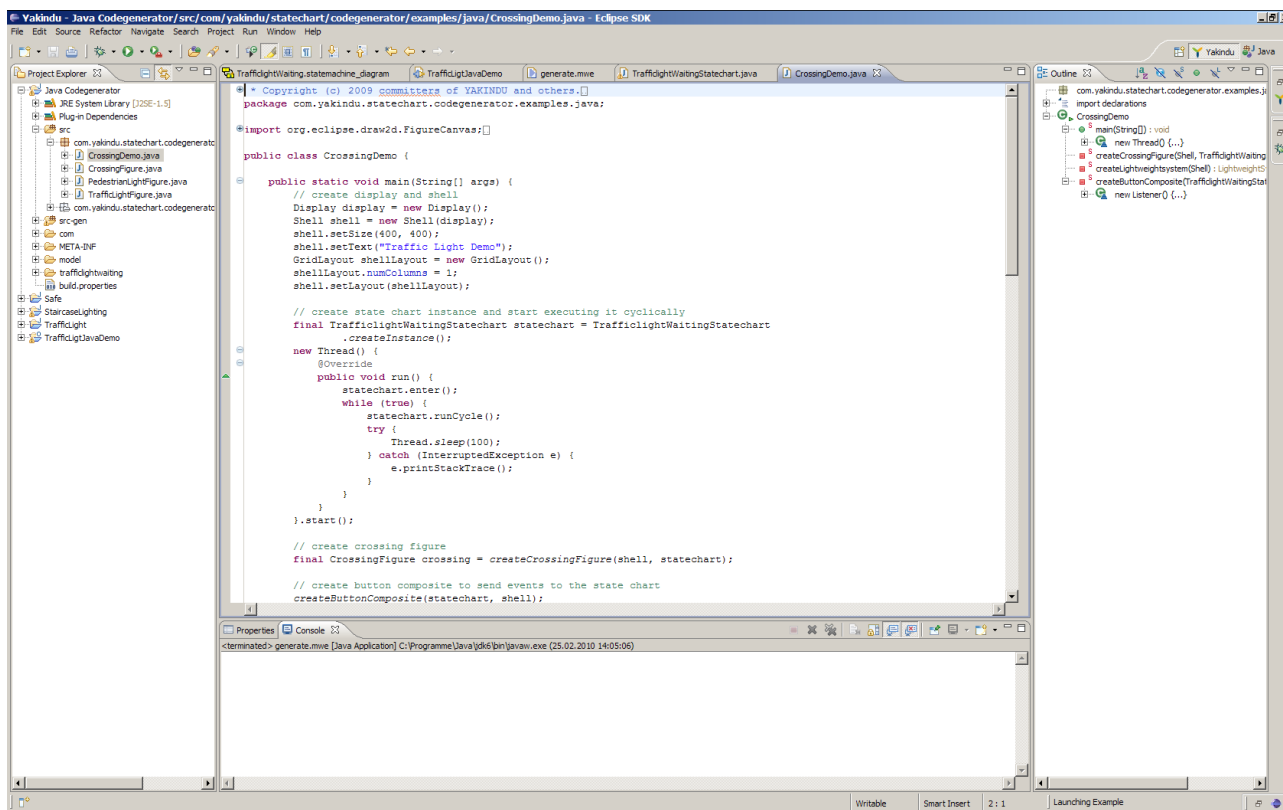 Yakindu - Java Codegenerator/src/com/yakindu/statechart/codegenerator/examples/java/CrossingDemo.java - Eclipse SDK
File Edit Source Refactor Navigate Search Project Run Window Help
Yakindu Java
Project Explorer
Java Codegenerator
JRE System Library [J2SE-1.5]
Plug-in Dependencies
src
com.yakindu.statechart.codegeneratc
CrossingDemo.java
CrossingFigure.java
PedestrianLightFigure.java
TrafficLightFigure.java
com.yakindu.statechart.codegeneratc
src-gen
com
META-INF
model
trafficlightwaiting
build.properties
Safe
StaircaseLighting
TrafficLight
TrafficLigtJavaDemo
TrafficlightWaiting.statemachine_diagram TrafficLigtJavaDemo generate.mwe TrafficlightWaitingStatechart.java CrossingDemo.java
* Copyright (c) 2009 committers of YAKINDU and others.
package com.yakindu.statechart.codegenerator.examples.java;
import org.eclipse.draw2d.FigureCanvas;
public class CrossingDemo {
public static void main(String[] args) {
// create display and shell
Display display = new Display();
Shell shell = new Shell(display);
shell.setSize(400, 400);
shell.setText("Traffic Light Demo");
GridLayout shellLayout = new GridLayout();
shellLayout.numColumns = 1;
shell.setLayout(shellLayout);
// create state chart instance and start executing it cyclically
final TrafficlightWaitingStatechart statechart = TrafficlightWaitingStatechart
.createInstance();
new Thread() {
@Override
public void run() {
statechart.enter();
while (true) {
statechart.runCycle();
try {
Thread.sleep(100);
} catch (InterruptedException e) {
e.printStackTrace();
}
}
}
}.start();
// create crossing figure
final CrossingFigure crossing = createCrossingFigure(shell, statechart);
// create button composite to send events to the state chart
createButtonComposite(statechart, shell);
Properties Console
<terminated> generate.mwe [Java Application] C:\Programme\Java\jdk6\bin\javaw.exe (25.02.2010 14:05:06)
Outline
com.yakindu.statechart.codegenerator.examples.ja
import declarations
CrossingDemo
main(String[]) : void
new Thread() {...}
createCrossingFigure(Shell, TrafficlightWaiting
createLightweightsystem(Shell) : LightweightS
createButtonComposite(TrafficlightWaitingStat
new Listener() {...}
Writable Smart Insert 2 : 1 Launching Example